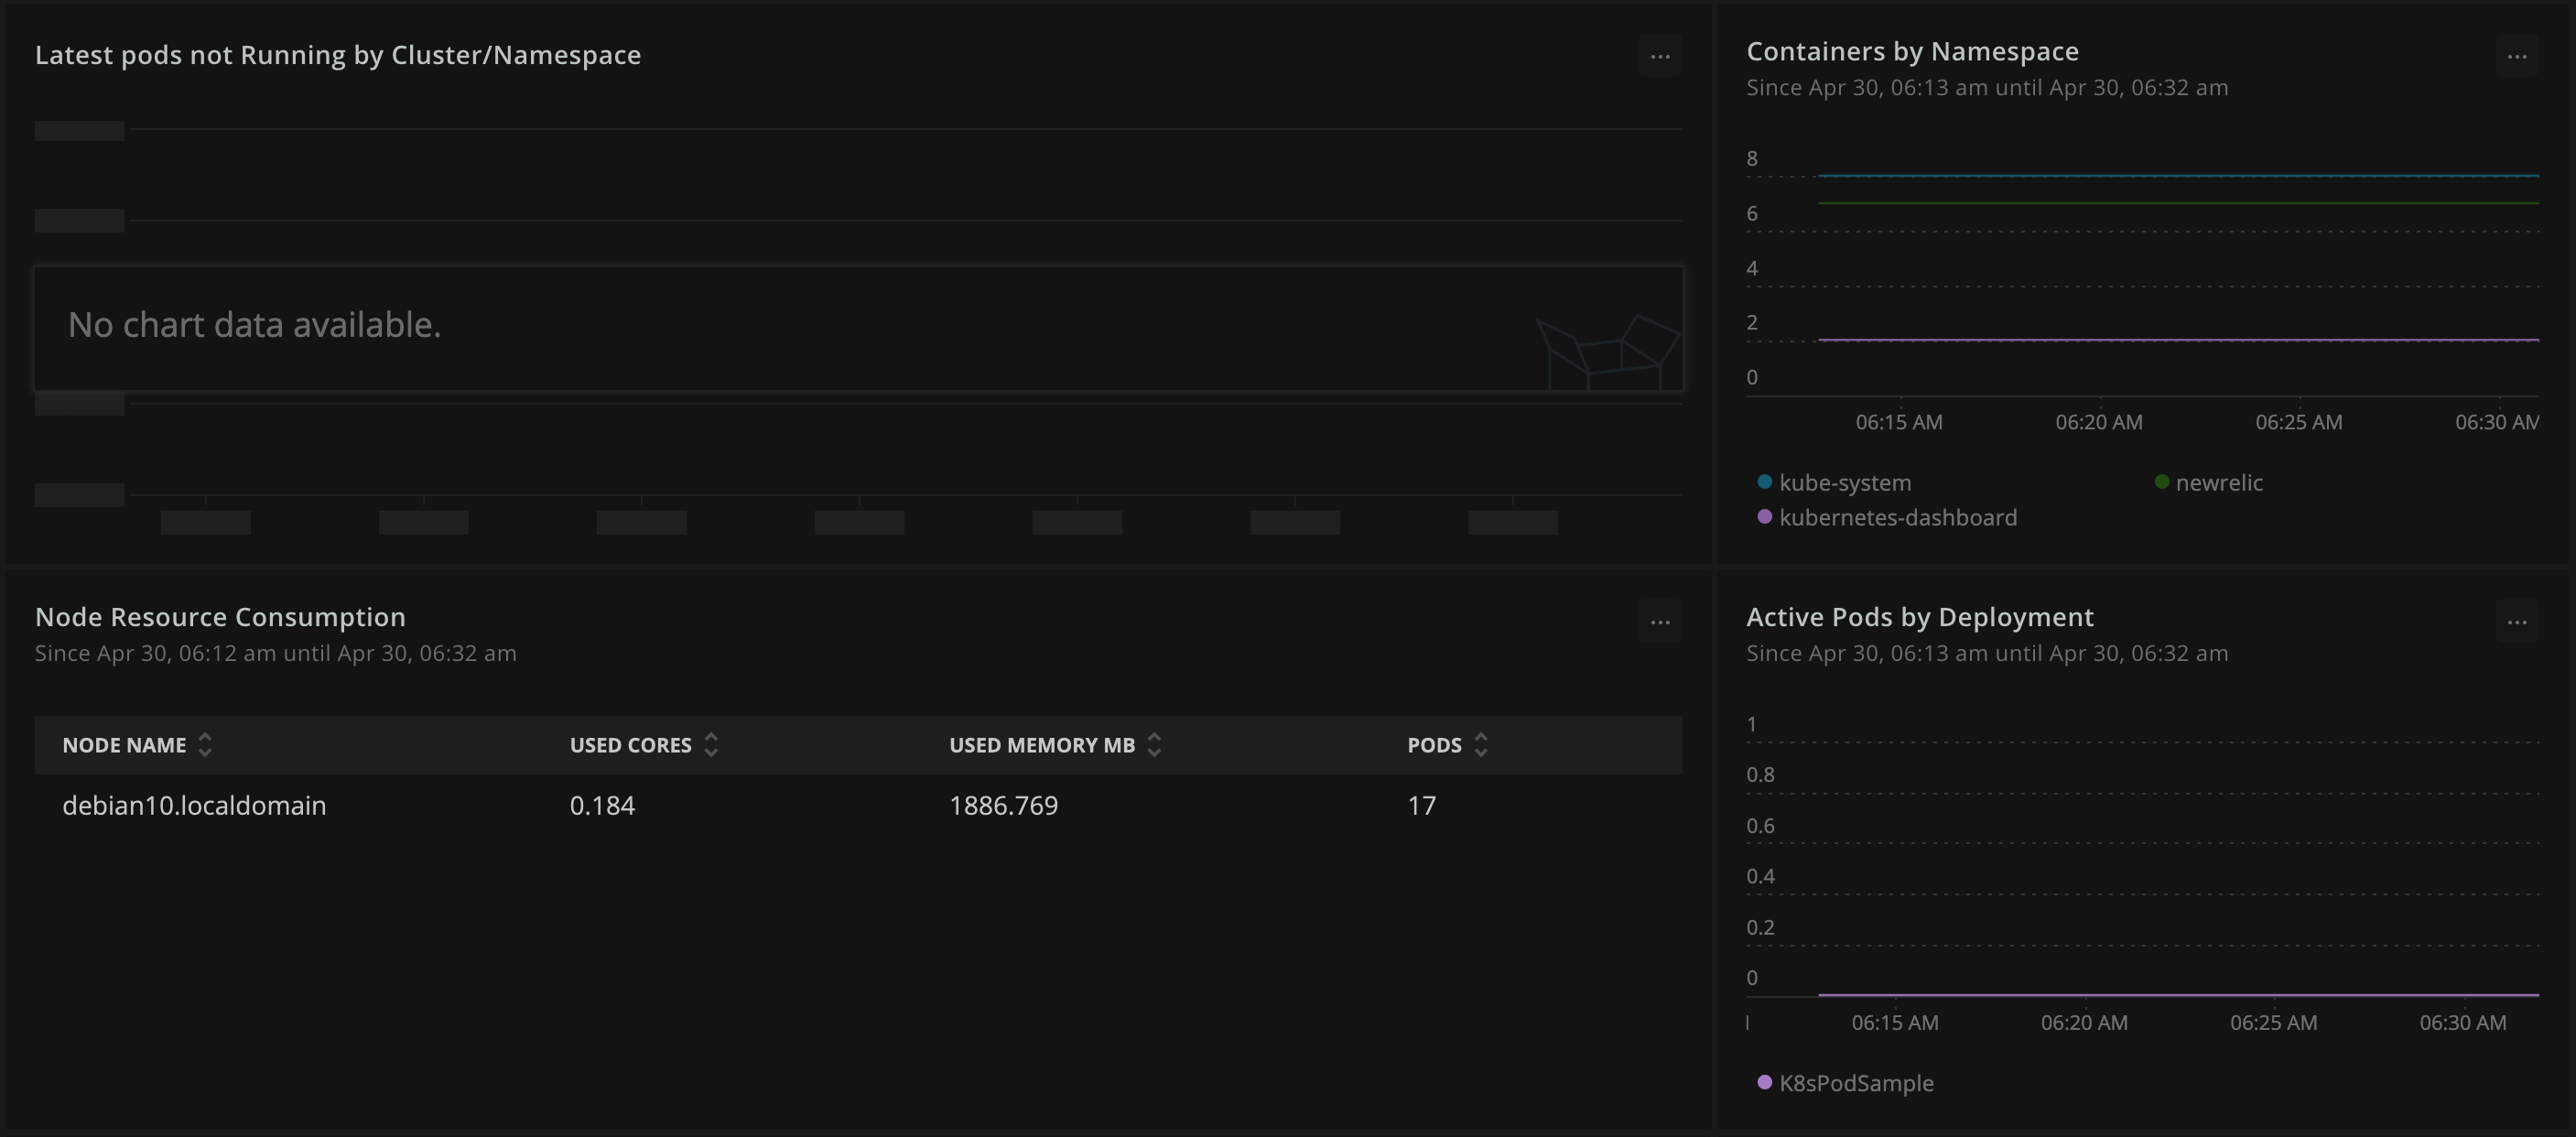 Latest pods not Running by Cluster/Namespace
...
No chart data available.
Containers by Namespace
...
Since Apr 30, 06:13 am until Apr 30, 06:32 am
8
6
4
2
0
06:15 AM 06:20 AM 06:25 AM 06:30 AM
kube-system newrelic
kubernetes-dashboard
Node Resource Consumption
...
Since Apr 30, 06:12 am until Apr 30, 06:32 am
NODE NAME USED CORES USED MEMORY MB PODS
debian10.localdomain 0.184 1886.769 17
Active Pods by Deployment
...
Since Apr 30, 06:13 am until Apr 30, 06:32 am
1
0.8
0.6
0.4
0.2
0
06:15 AM 06:20 AM 06:25 AM 06:30 AM
K8sPodSample